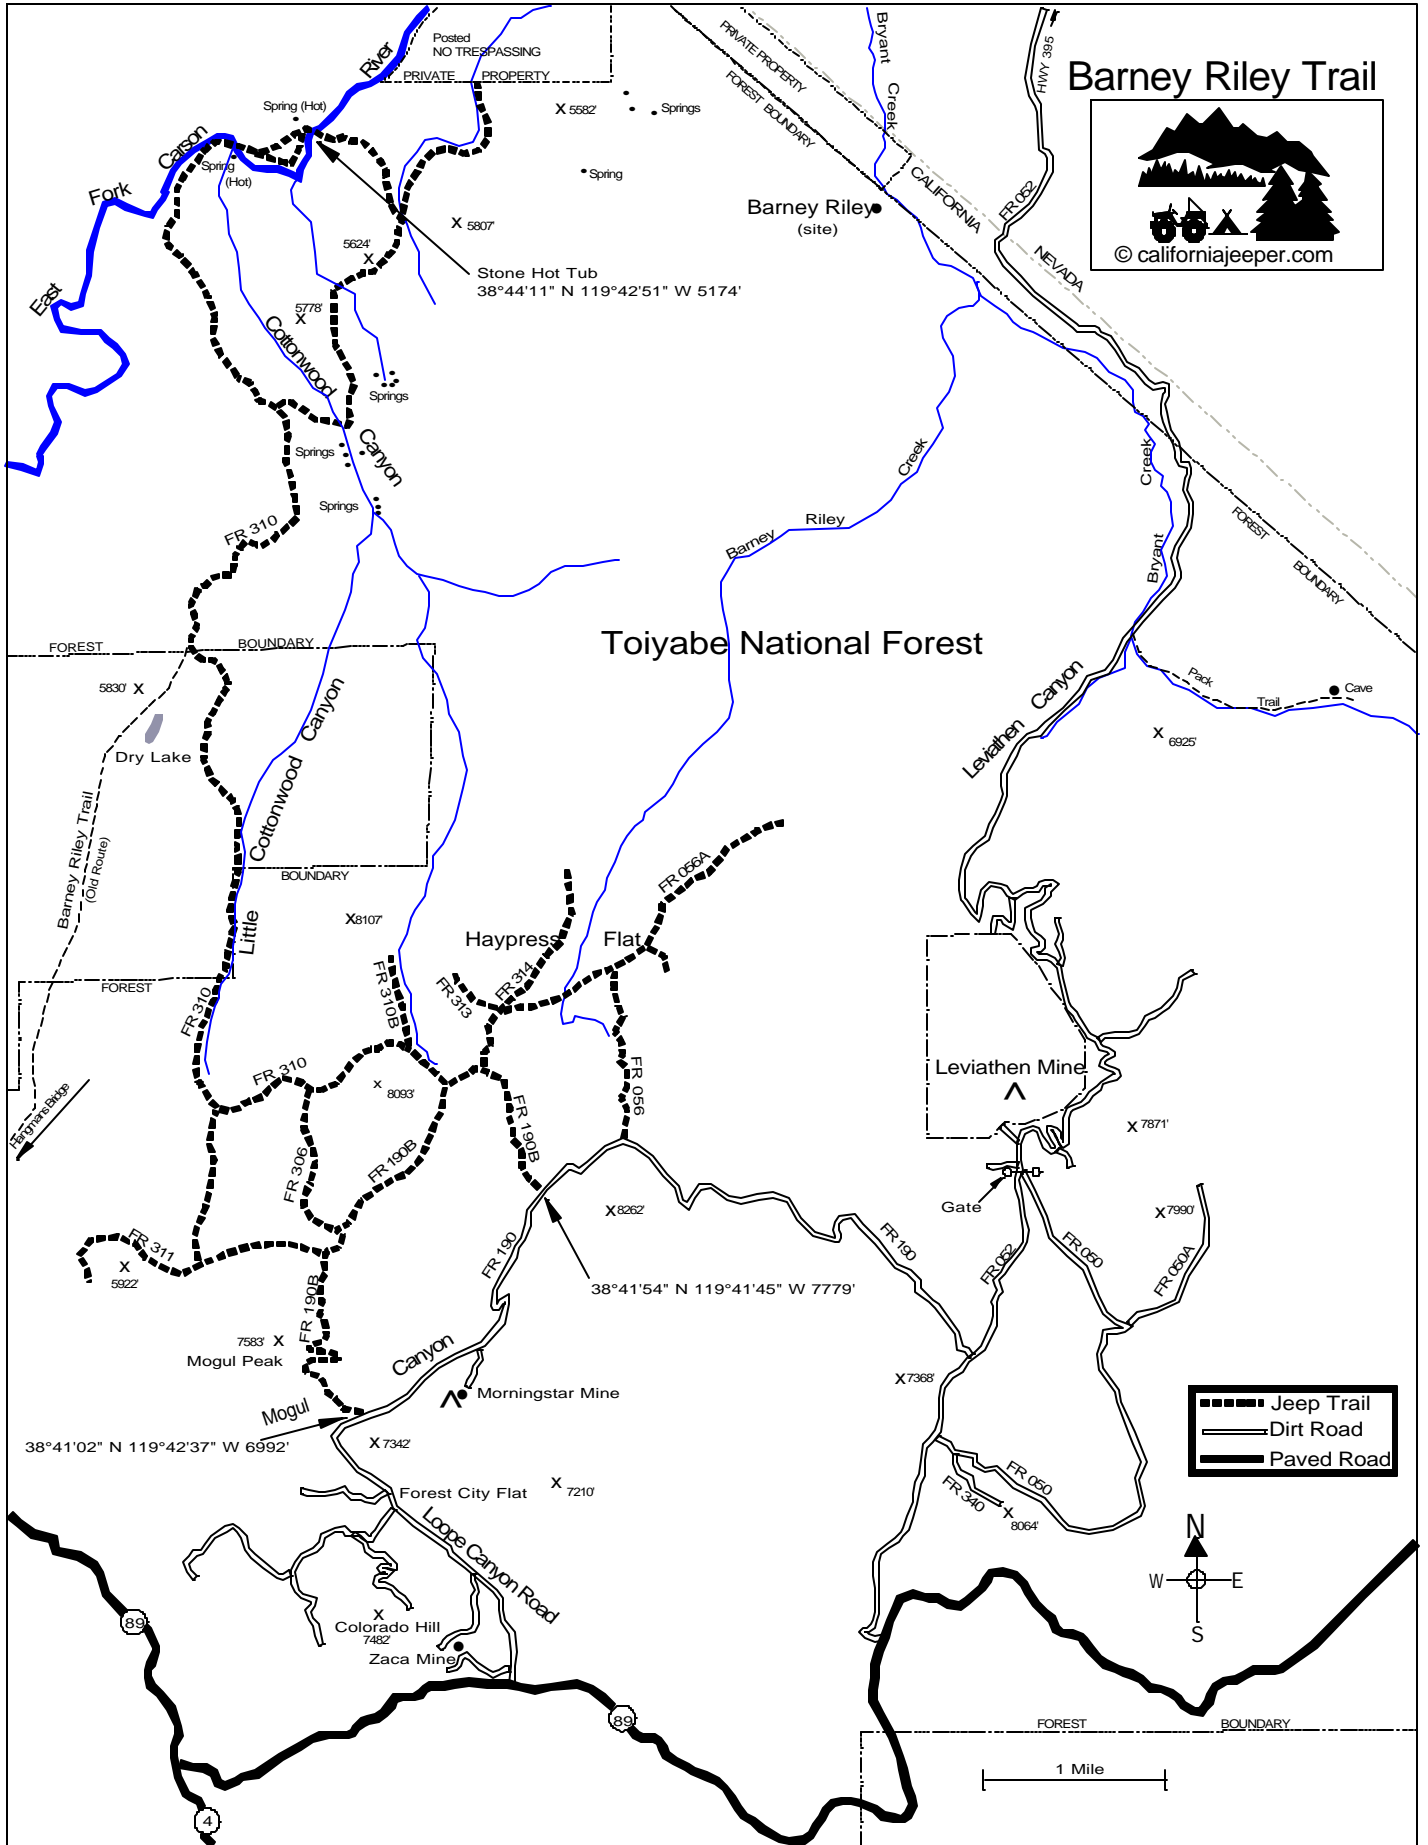 Barney Riley Trail
© californiajeeper.com
Posted
NO TRESPASSING
PRIVATE PROPERTY
River
Carson
Fork
East
Spring (Hot)
Spring
(Hot)
5582'
Springs
Spring
5807'
5624'
5778'
Stone Hot Tub
38°44'11" N 119°42'51" W 5174'
Cottonwood
Canyon
Springs
Springs
Springs
PRIVATE PROPERTY
FOREST BOUNDARY
Bryant
Creek
CALIFORNIA
NEVADA
HWY 395
FR 052
Barney Riley
(site)
Creek
Riley
Barney
Creek
Bryant
FOREST
BOUNDARY
FR 310
Toiyabe National Forest
FOREST
BOUNDARY
5830'
Dry Lake
Barney Riley Trail
(Old Route)
Canyon
Cottonwood
Little
BOUNDARY
FOREST
Hangmans Bridge
Leviathen Canyon
Pack
Trail
Cave
6925'
8107'
FR 056A
Haypress
Flat
FR 314
FR 313
FR 310B
FR 310
FR 310
8093'
FR 056
FR 190B
FR 306
FR 190B
FR 311
5922'
Leviathen Mine
7871'
Gate
7990'
8262'
FR 190
FR 190
FR 052
FR 050
FR 050A
38°41'54" N 119°41'45" W 7779'
FR 190B
7583'
Mogul Peak
Canyon
Mogul
Morningstar Mine
7368'
38°41'02" N 119°42'37" W 6992'
7342'
7210'
Forest City Flat
Loope Canyon Road
FR 050
FR 340
8064'
Jeep Trail
Dirt Road
Paved Road
N
W
E
S
Colorado Hill
7482'
Zaca Mine
89
89
4
FOREST
BOUNDARY
1 Mile